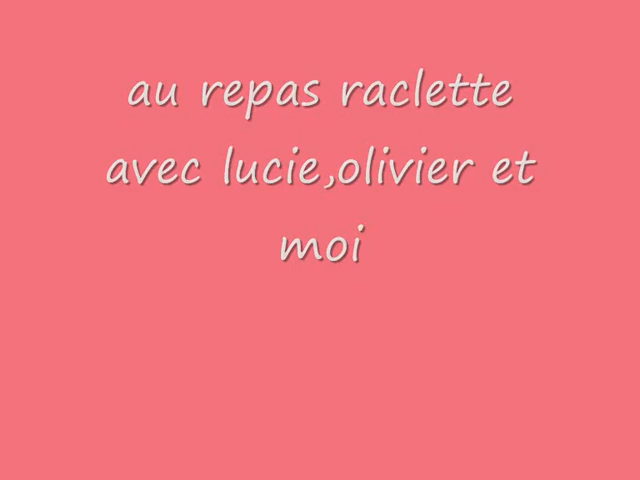 au repas raclette
avec lucie,olivier et
moi